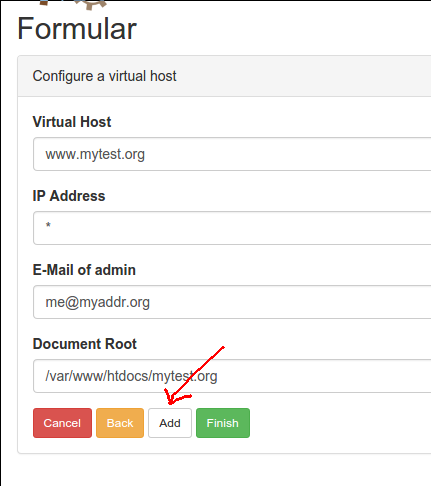 Formular
Configure a virtual host
Virtual Host
www.mytest.org
IP Address
*
E-Mail of admin
me@myaddr.org
Document Root
/var/www/htdocs/mytest.org
Cancel Back Add Finish